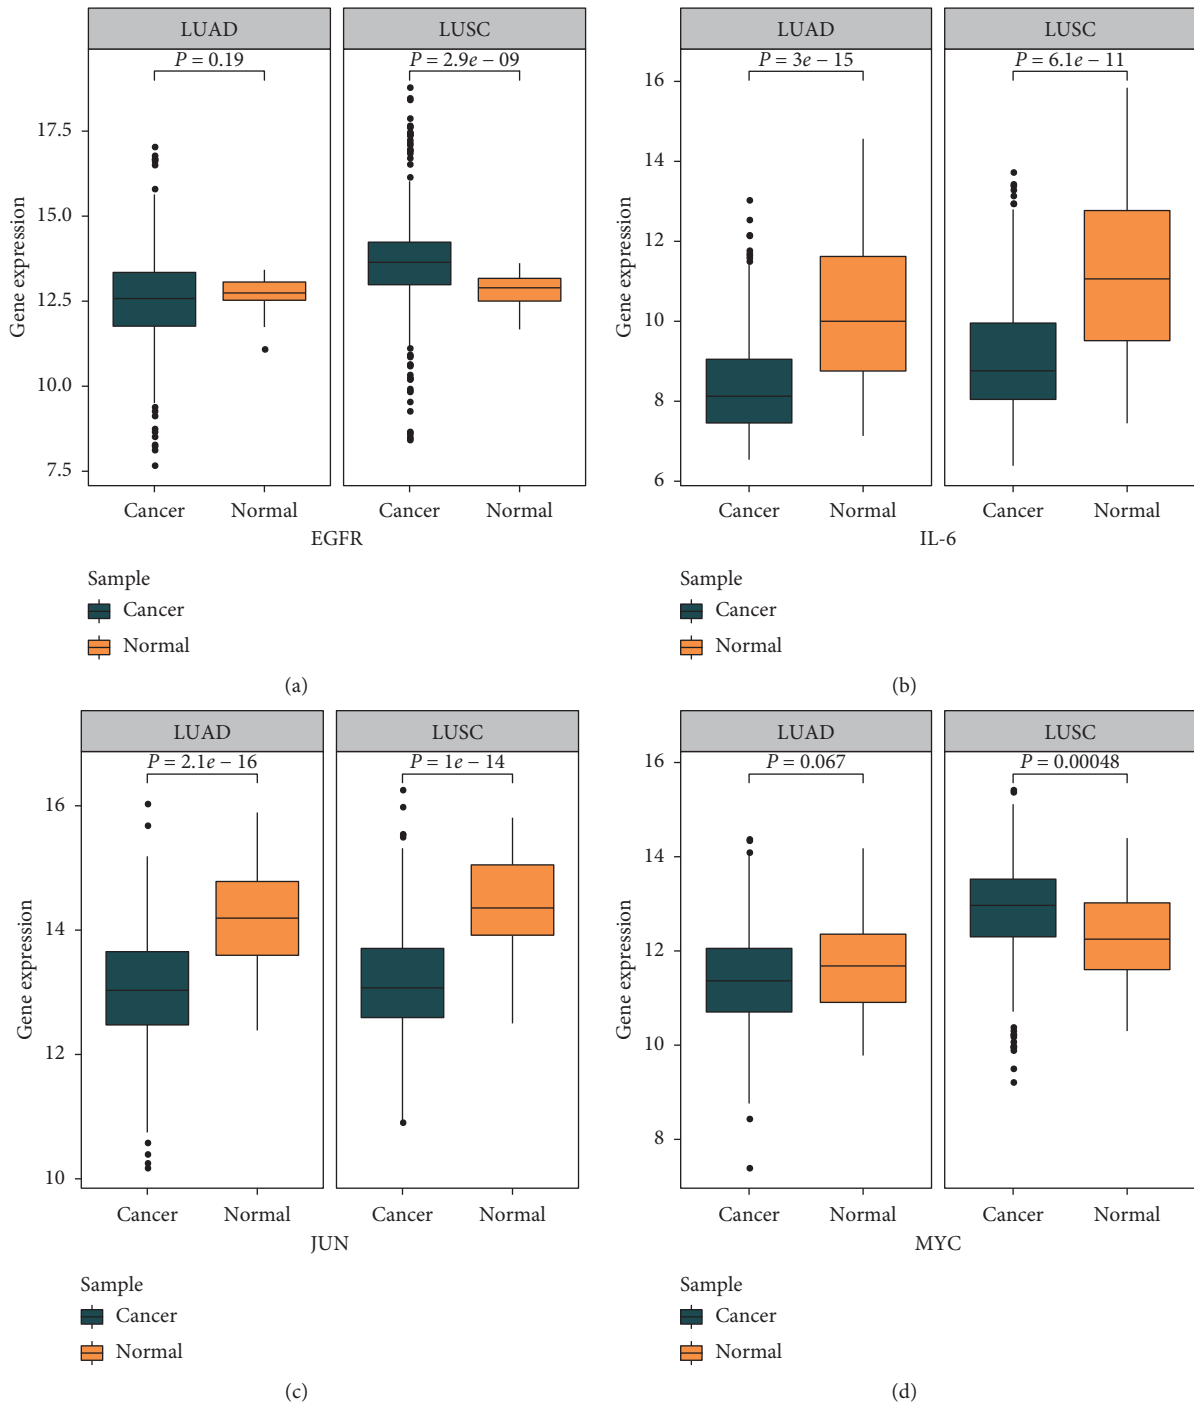 LUAD LUSC
P = 0.19 P = 2.9e − 09
17.5
15.0
12.5
10.0
7.5
Gene expression
Cancer Normal Cancer Normal
EGFR
Sample
Cancer
Normal
(a)
LUAD LUSC
P = 3e − 15 P = 6.1e − 11
16
14
12
10
8
6
Gene expression
Cancer Normal Cancer Normal
IL-6
Sample
Cancer
Normal
(b)
LUAD LUSC
P = 2.1e − 16 P = 1e − 14
16
14
12
10
Gene expression
Cancer Normal Cancer Normal
JUN
Sample
Cancer
Normal
(c)
LUAD LUSC
P = 0.067 P = 0.00048
16
14
12
10
8
Gene expression
Cancer Normal Cancer Normal
MYC
Sample
Cancer
Normal
(d)